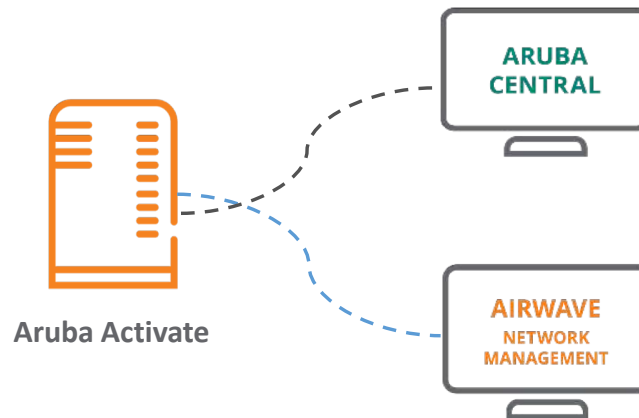 ARUBA
CENTRAL
Aruba Activate
AIRWAVE
NETWORK
MANAGEMENT